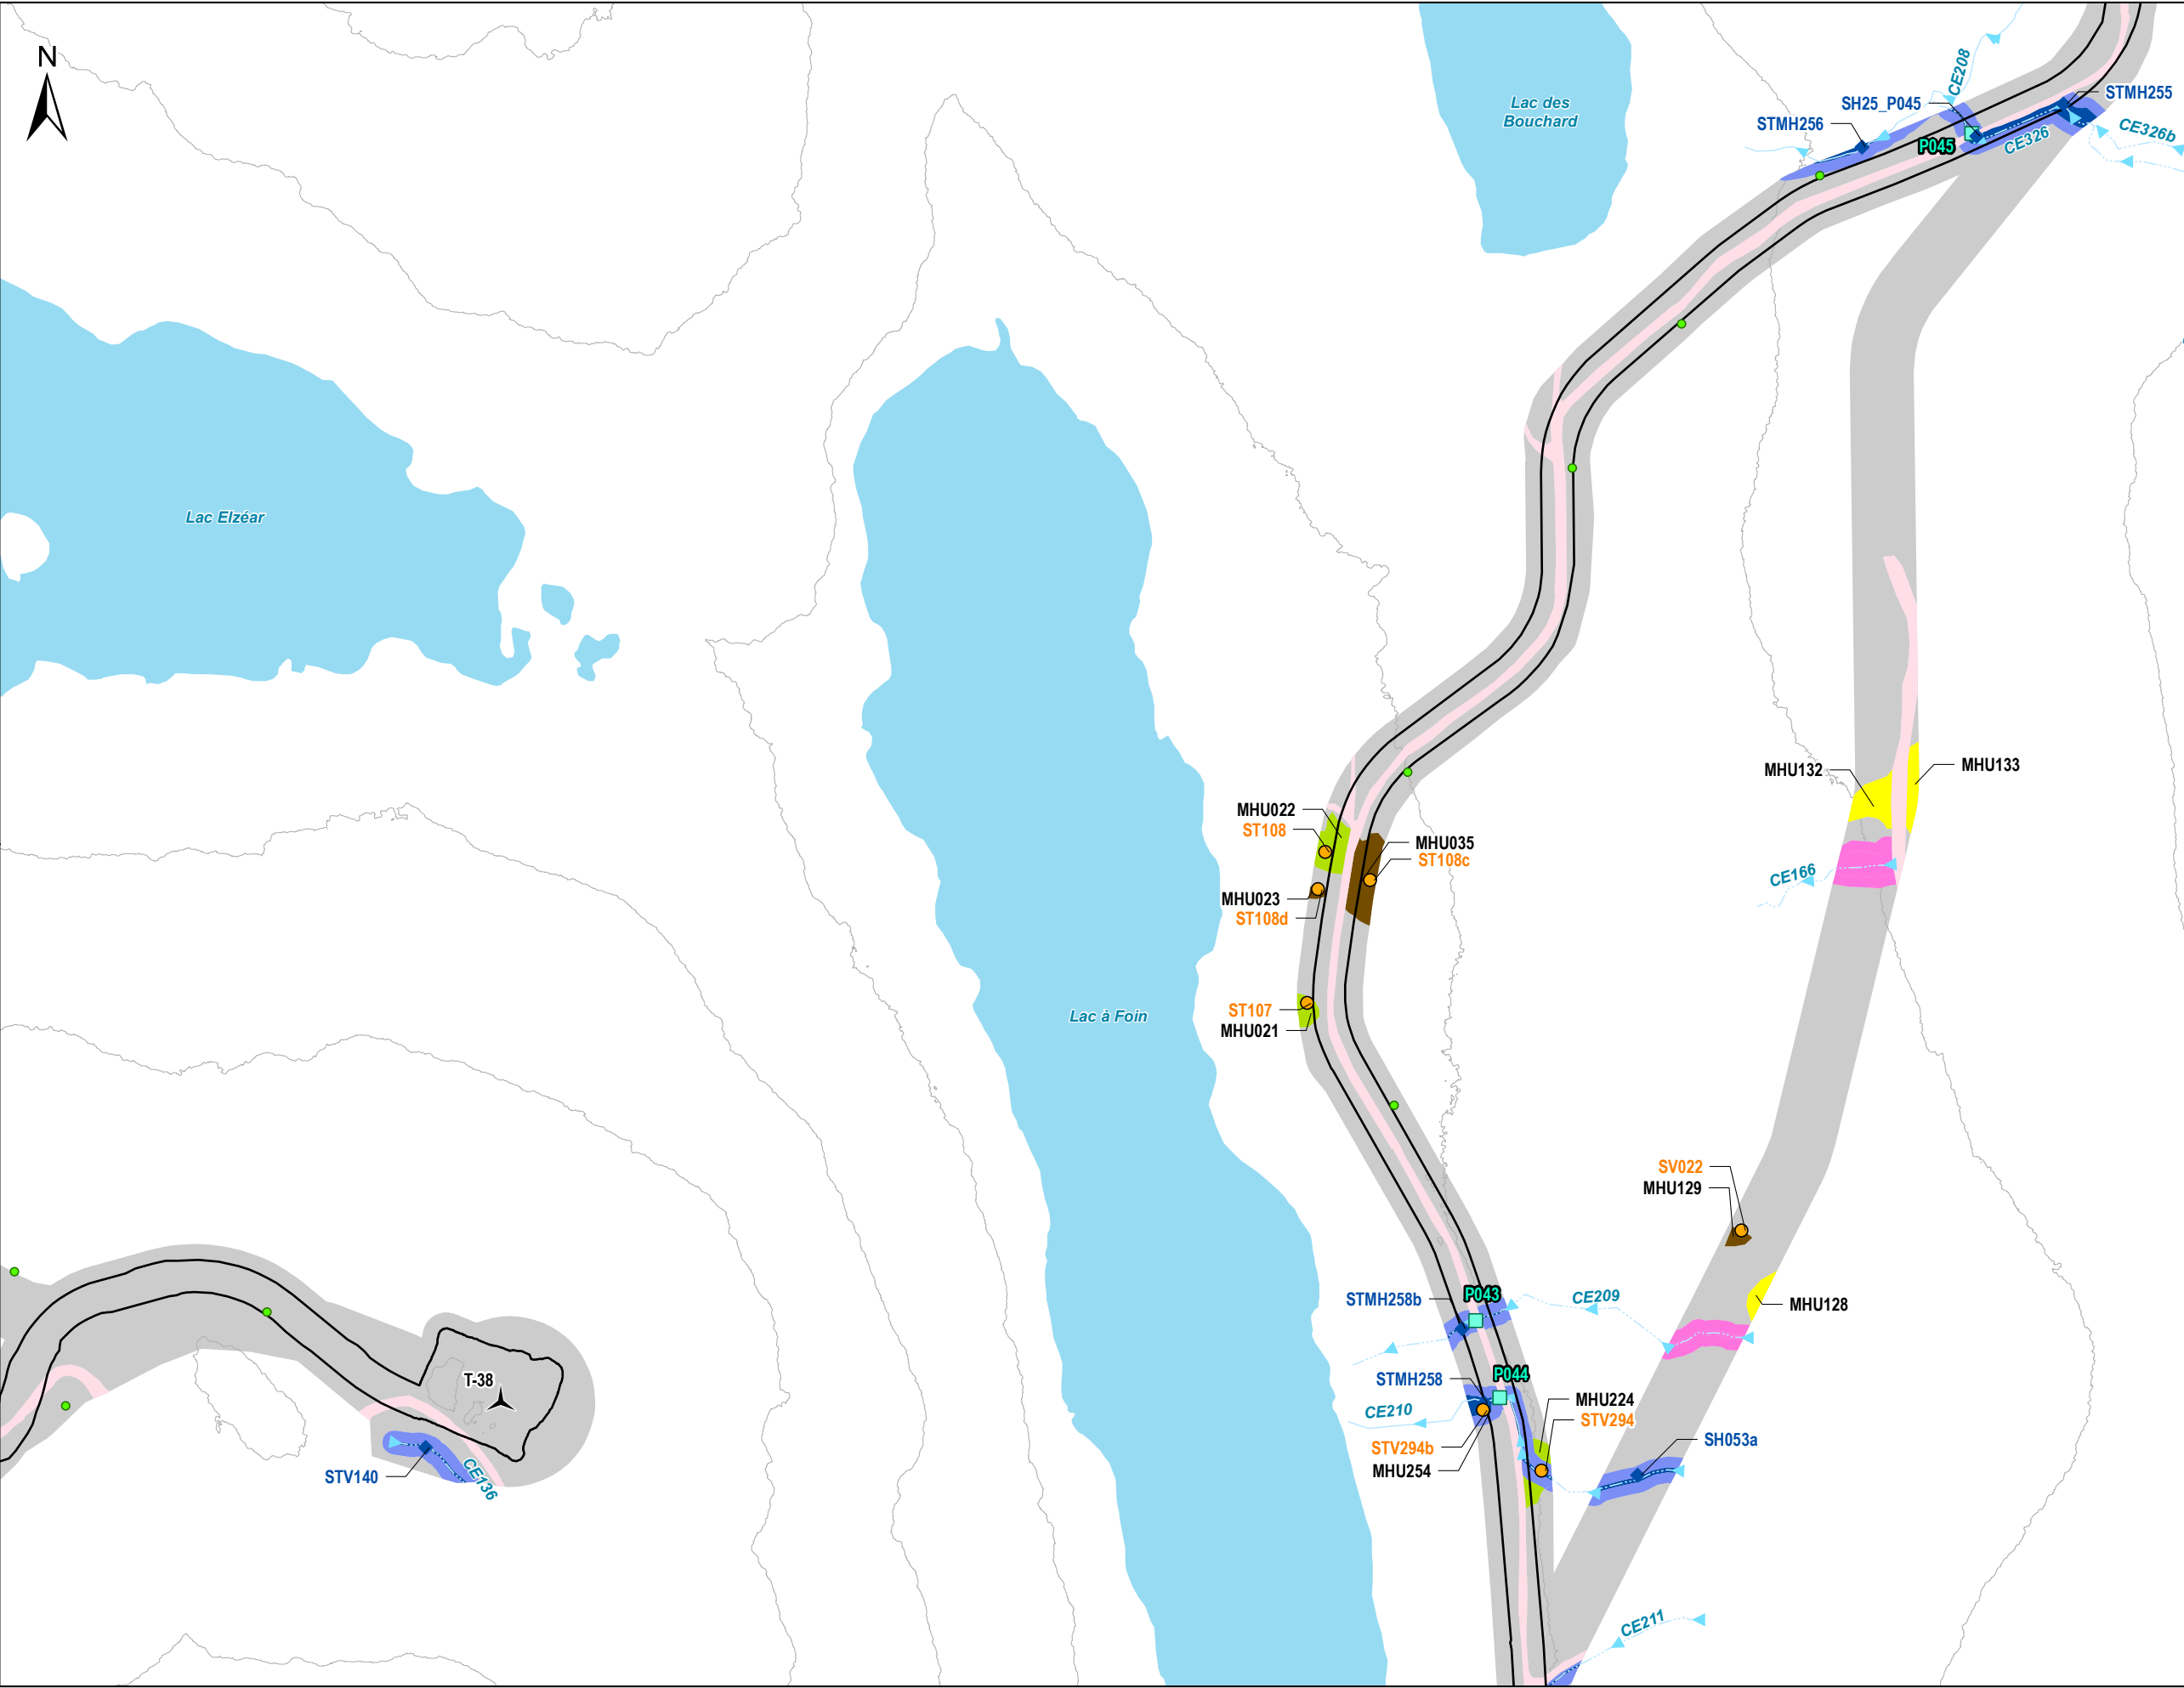 N
Lac des
Bouchard
CE208
SH25_P045
STMH255
STMH256
P045
CE326
CE326b
Lac Elzéar
MHU132
MHU133
MHU022
ST108
MHU035
ST108c
CE166
MHU023
ST108d
ST107
MHU021
Lac à Foin
SV022
MHU129
P043
STMH258b
CE209
MHU128
T-38
P044
STMH258
MHU224
CE210
STV294
STV294b
MHU254
SH053a
STV140
CE136
CE211